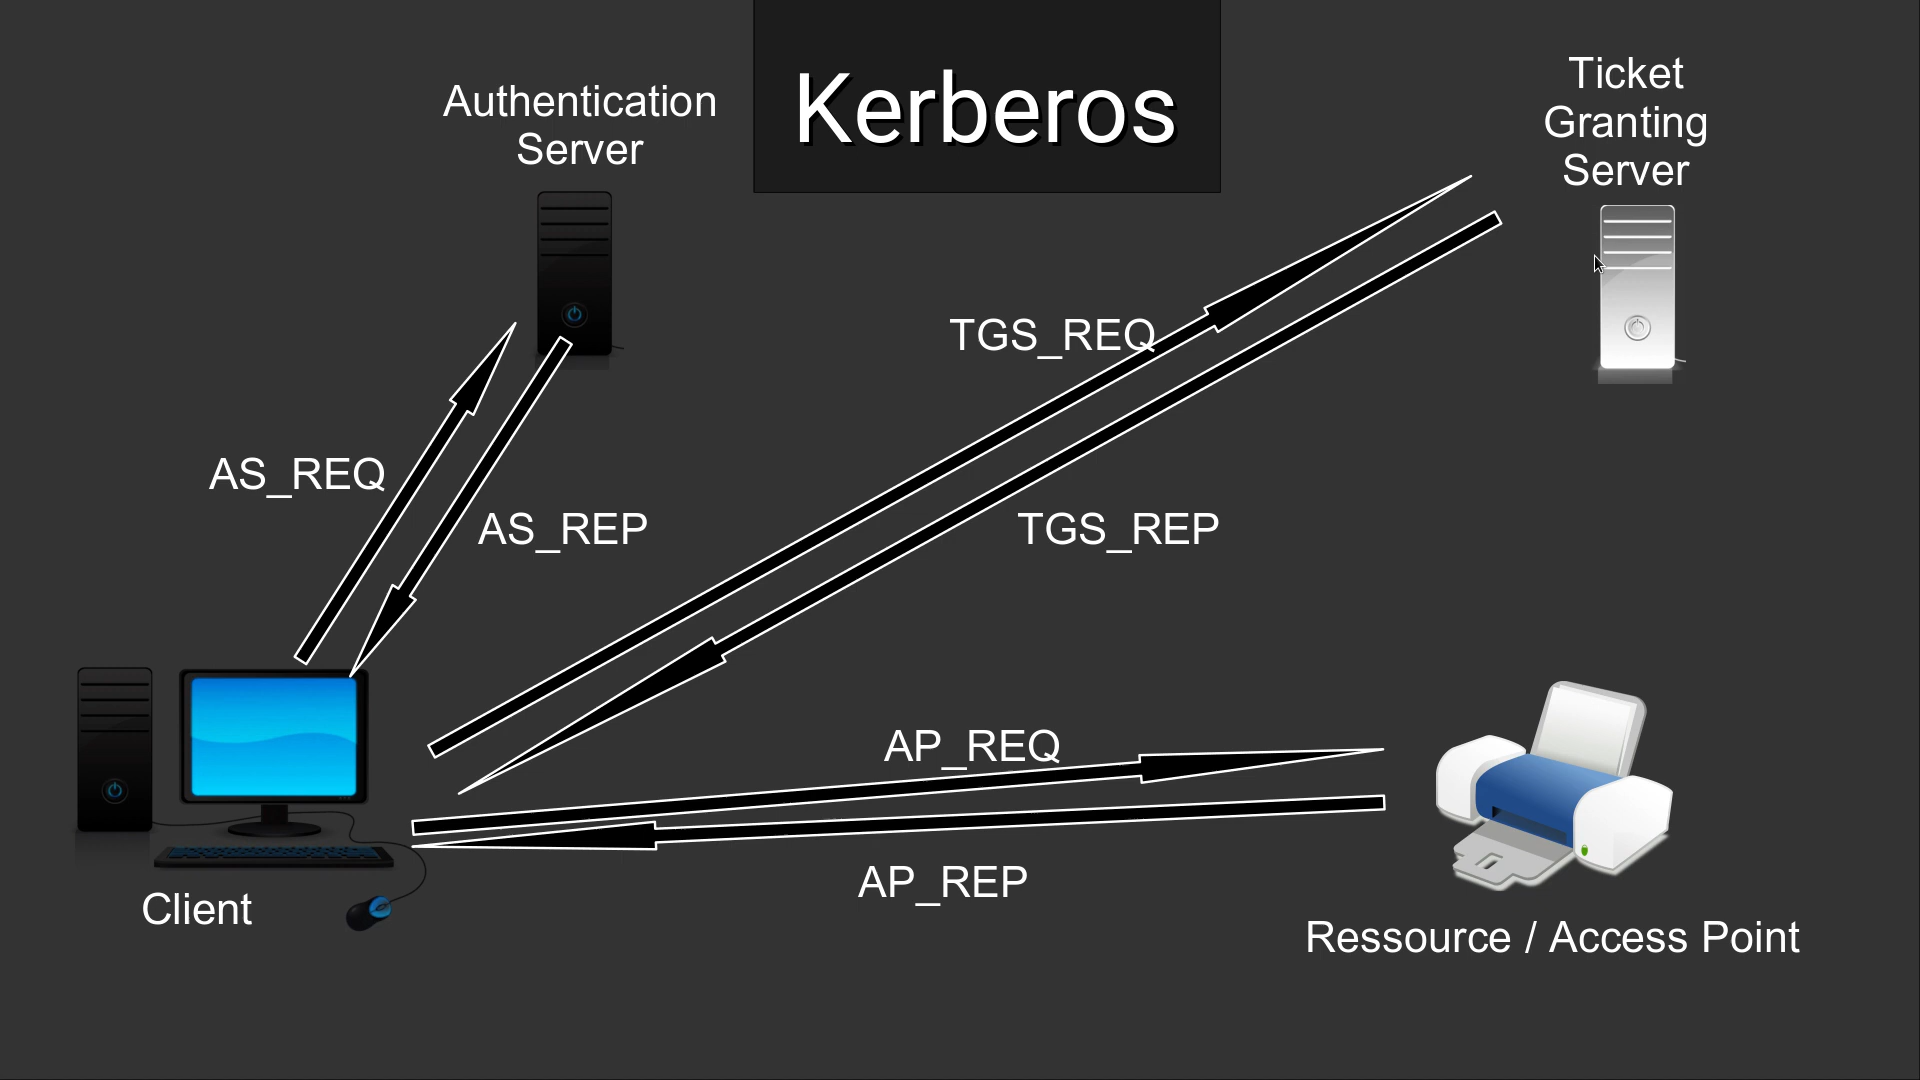 Kerberos
Authentication
Server
Ticket
Granting
Server
TGS_REQ
AS_REQ
AS_REP
TGS_REP
AP_REQ
AP_REP
Client
Ressource / Access Point